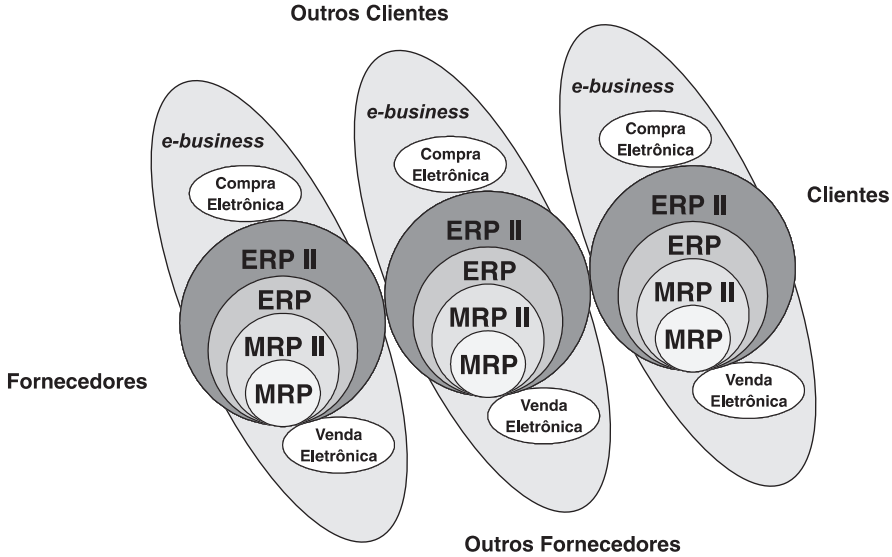 Outros Clientes
e-business
Compra
Eletrônica
ERP II
ERP
MRP II
MRP
Venda
Eletrônica
e-business
Compra
Eletrônica
ERP II
ERP
MRP II
MRP
Venda
Eletrônica
e-business
Compra
Eletrônica
ERP II
ERP
MRP II
MRP
Venda
Eletrônica
Clientes
Fornecedores
Outros Fornecedores